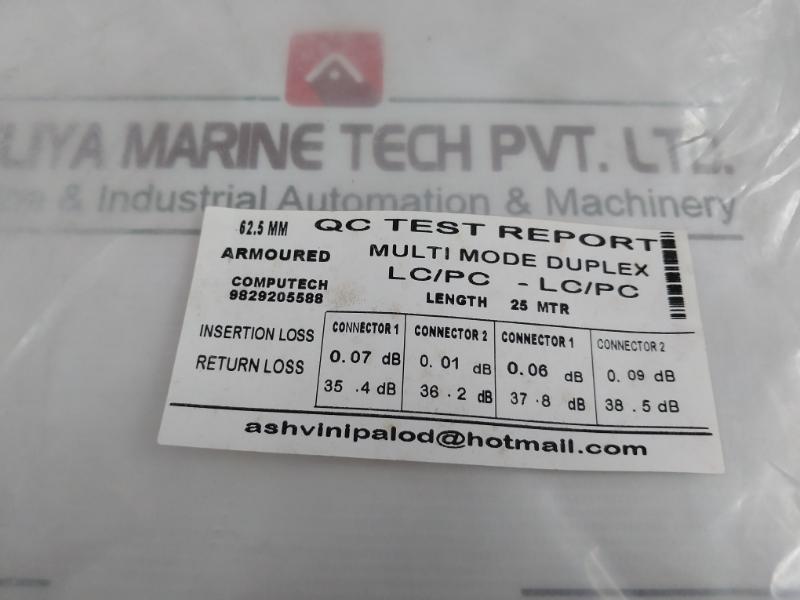 MARINE TECH PVT. LTD.
& Industrial Automation & Machinery
62.5 MM QC TEST REPORT
ARMOURED MULTI MODE DUPLEX
LC/PC - LC/PC
COMPUTECH
9829205588 LENGTH 25 MTR
CONNECTOR 1 CONNECTOR 2 CONNECTOR 1 CONNECTOR 2
INSERTION LOSS 0.07 dB 0.01 dB 0.06 dB 0.09 dB
RETURN LOSS 35.4 dB 36.2 dB 37.8 dB 38.5 dB
ashvinipalod@hotmail.com